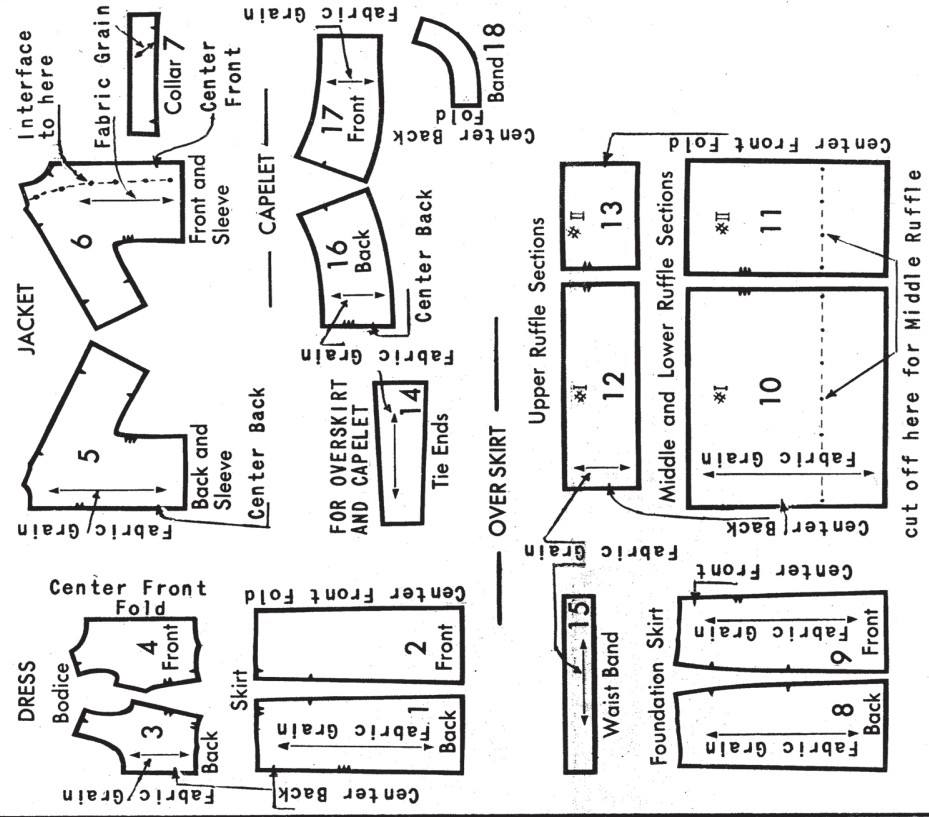 DRESS
Bodice
Center Front
Fold
3
Back
4
Front
Fabric Grain
Skirt
1
Back
Fabric Grain
Center Back
2
Front
Center Front Fold
JACKET
5
Back and
Sleeve
Fabric Grain
Center Back
6
Front and
Sleeve
Interface
to here
Fabric Grain
Collar 7
Center
Front
CAPELET
16
Back
Fabric Grain
Center Back
17
Front
Fabric Grain
Band 18
Center Back
Fold
FOR OVERSKIRT
AND CAPELET
14
Tie Ends
OVERSKIRT
15
Waist Band
Fabric Grain
Foundation Skirt
8
Back
Fabric Grain
9
Front
Fabric Grain
Center Front
Upper Ruffle Sections
※I
12
※II
13
Center Front Fold
Middle and Lower Ruffle Sections
※I
10
Fabric Grain
Center Back
※II
11
cut off here for Middle Ruffle